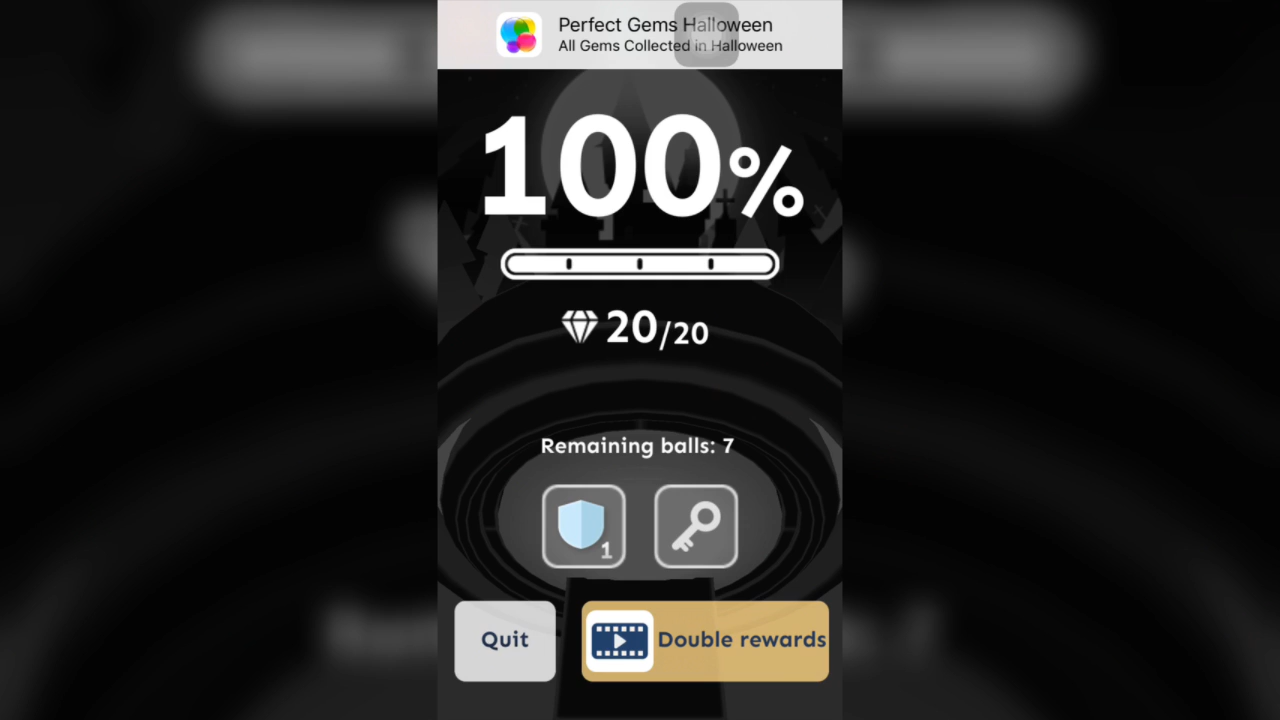 Perfect Gems Halloween
All Gems Collected in Halloween
100%
20/20
Remaining balls: 7
1
Quit
Double rewards